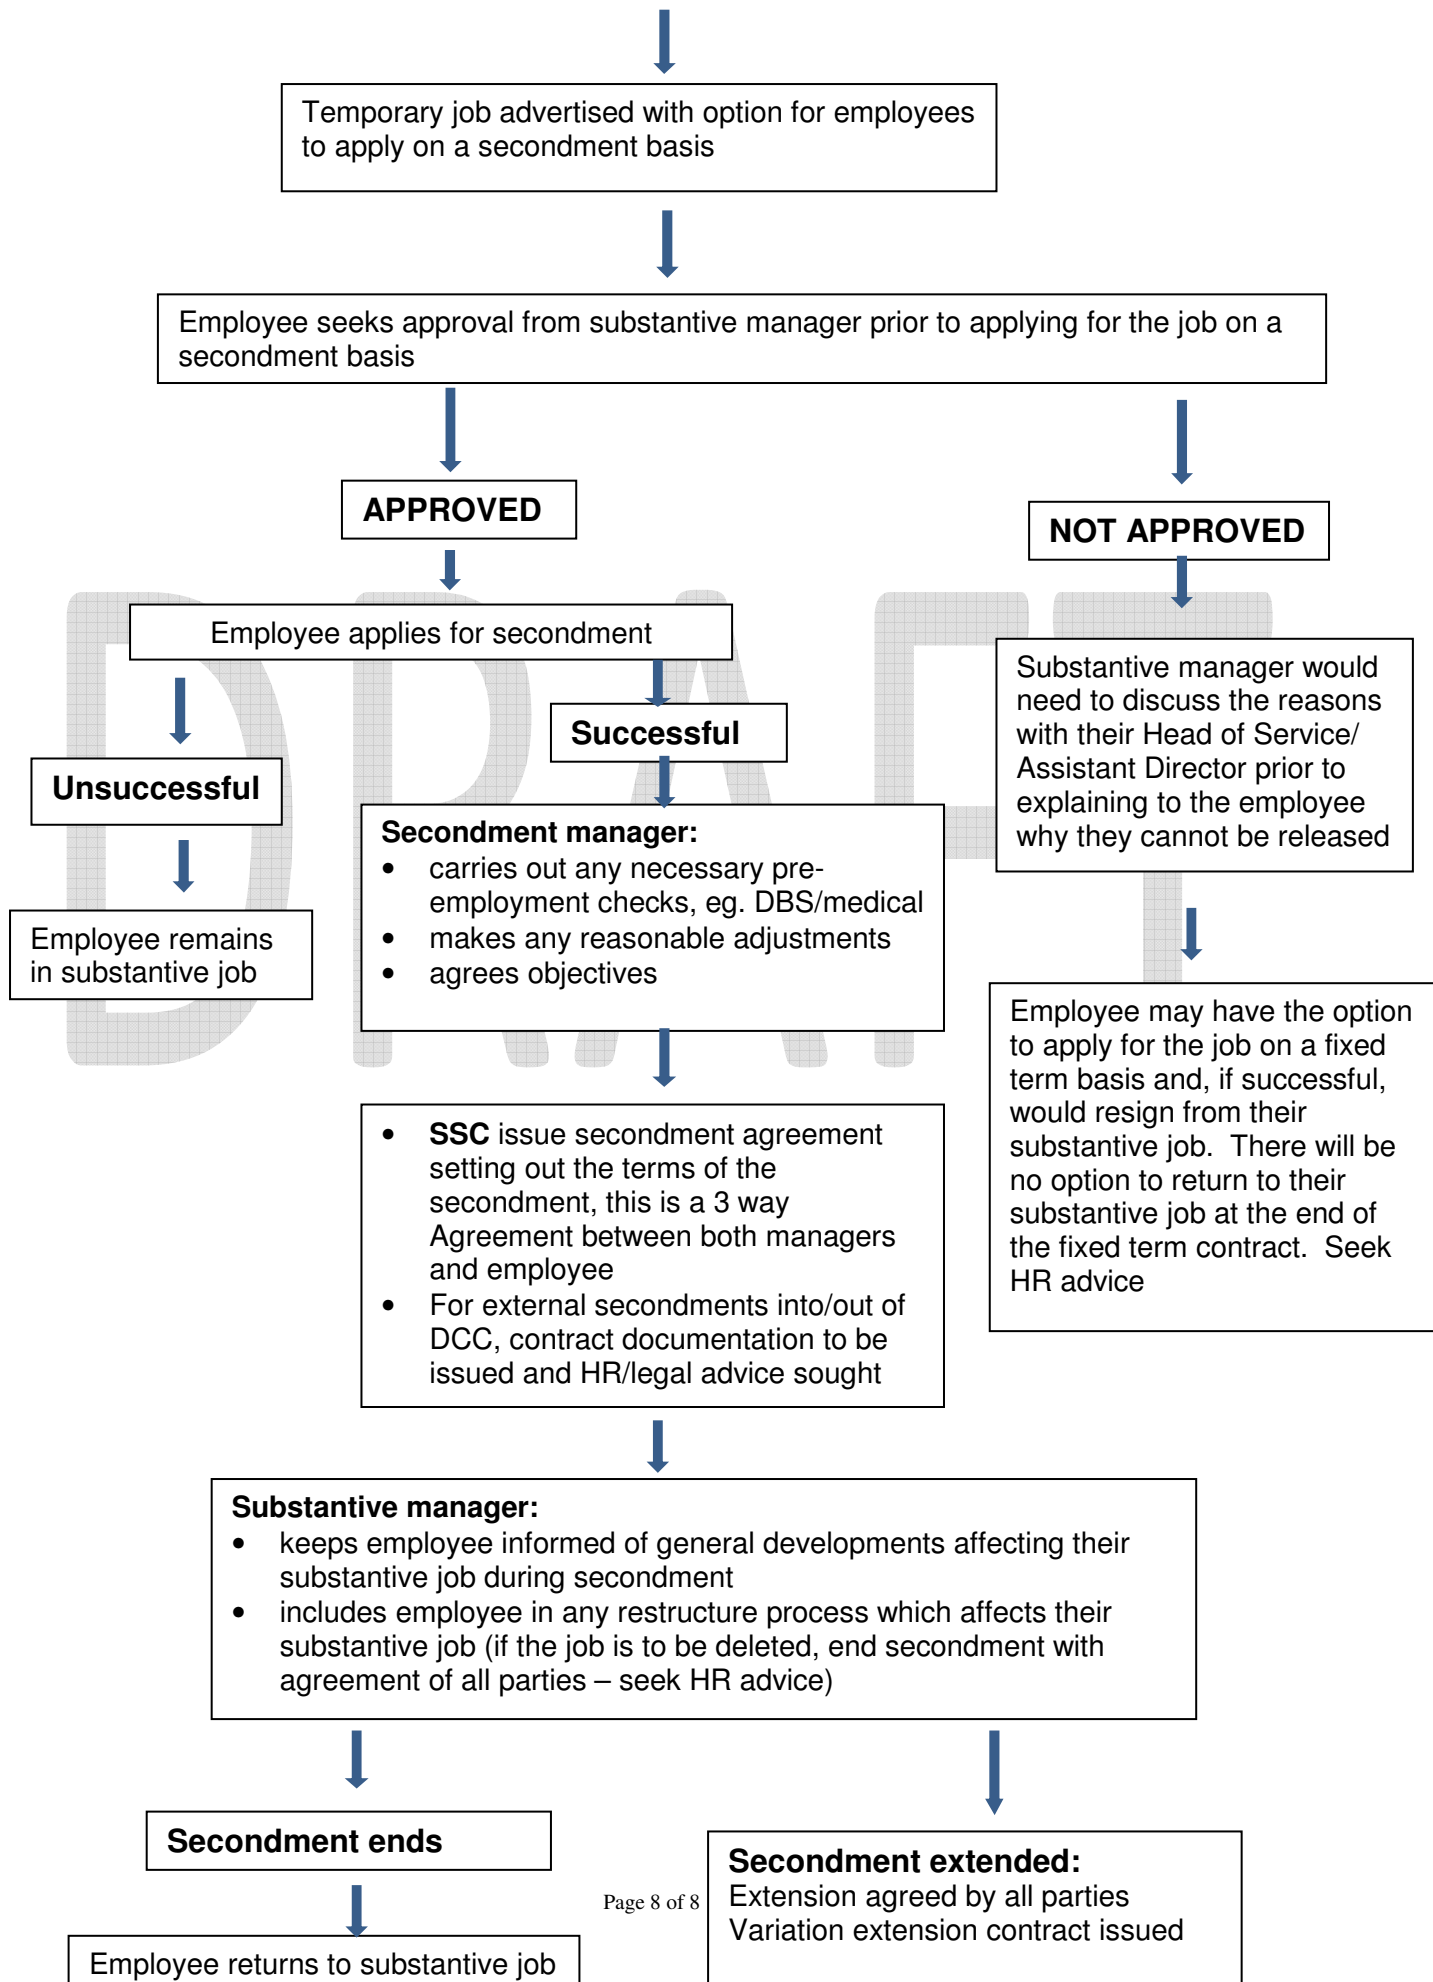 Temporary job advertised with option for employees
to apply on a secondment basis
Employee seeks approval from substantive manager prior to applying for the job on a
secondment basis
APPROVED
NOT APPROVED
DRAFT
Employee applies for secondment
Successful
Unsuccessful
Employee remains
in substantive job
Secondment manager:
• carries out any necessary pre-
employment checks, eg. DBS/medical
• makes any reasonable adjustments
• agrees objectives
Substantive manager would
need to discuss the reasons
with their Head of Service/
Assistant Director prior to
explaining to the employee
why they cannot be released
Employee may have the option
to apply for the job on a fixed
term basis and, if successful,
would resign from their
substantive job.  There will be
no option to return to their
substantive job at the end of
the fixed term contract.  Seek
HR advice
• SSC issue secondment agreement
setting out the terms of the
secondment, this is a 3 way
Agreement between both managers
and employee
• For external secondments into/out of
DCC, contract documentation to be
issued and HR/legal advice sought
Substantive manager:
• keeps employee informed of general developments affecting their
substantive job during secondment
• includes employee in any restructure process which affects their
substantive job (if the job is to be deleted, end secondment with
agreement of all parties – seek HR advice)
Secondment ends
Employee returns to substantive job
Secondment extended:
Extension agreed by all parties
Variation extension contract issued
Page 8 of 8